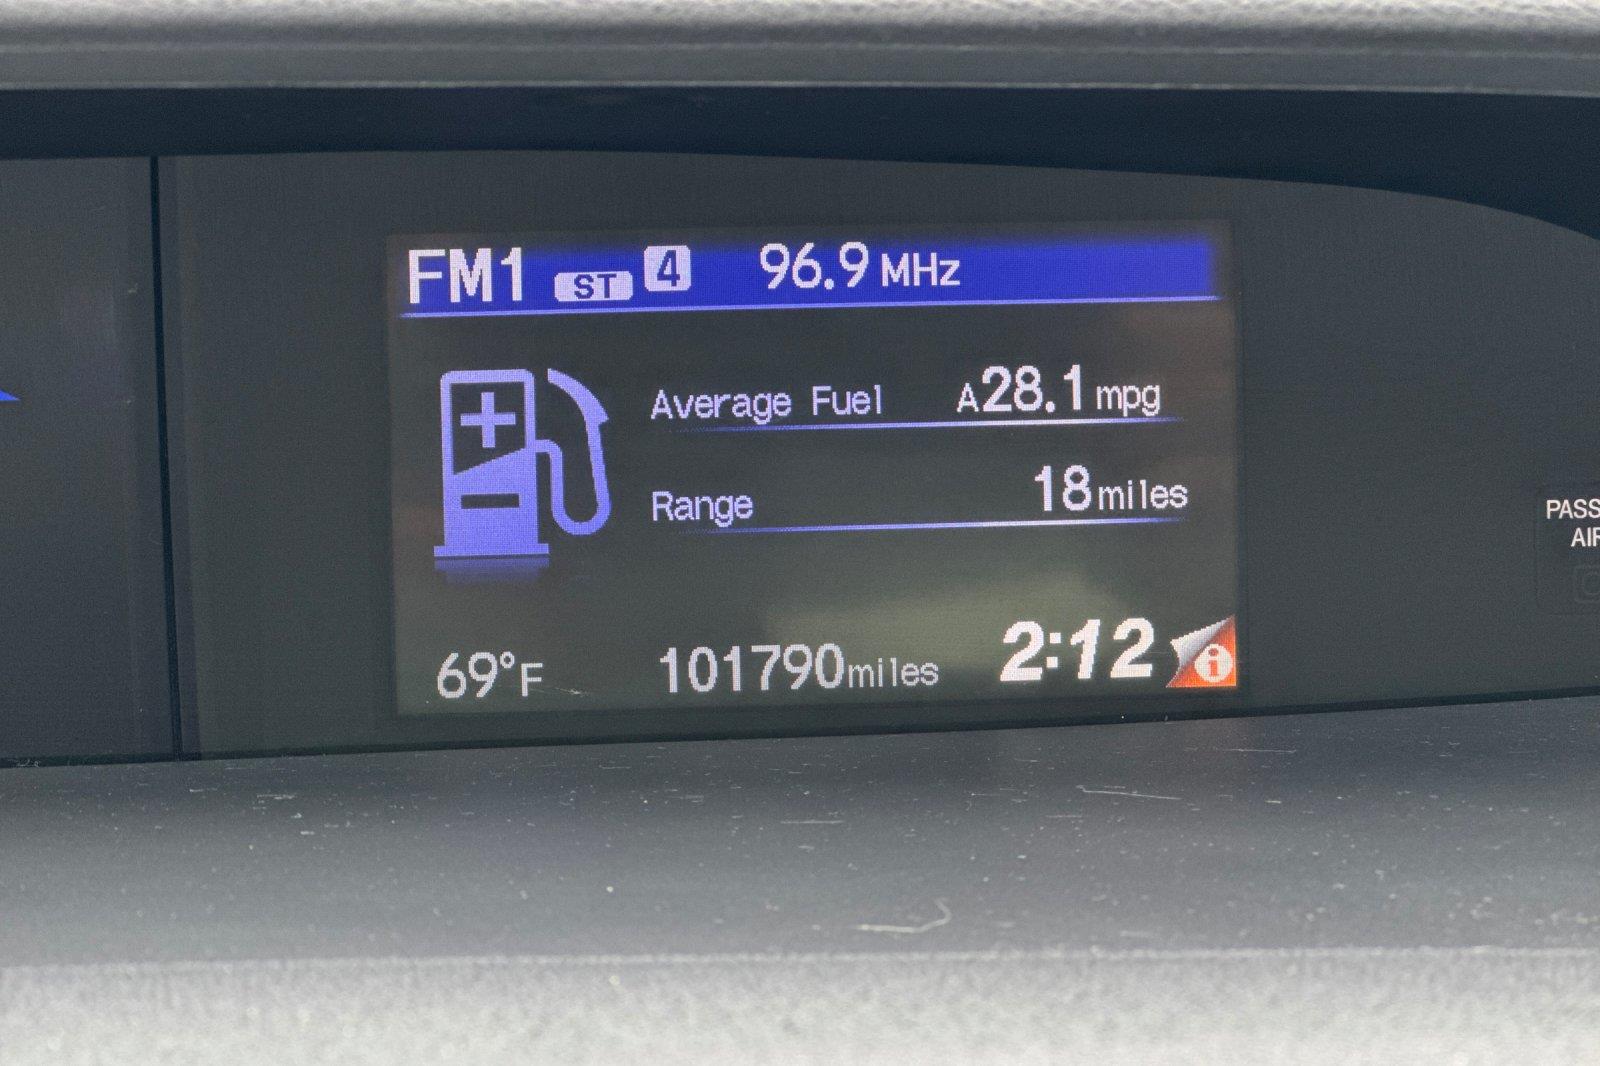 FM1 ST 4 96.9 MHz
Average Fuel A28.1 mpg
Range 18 miles
69°F 101790 miles 2:12 i
PASS
AIR